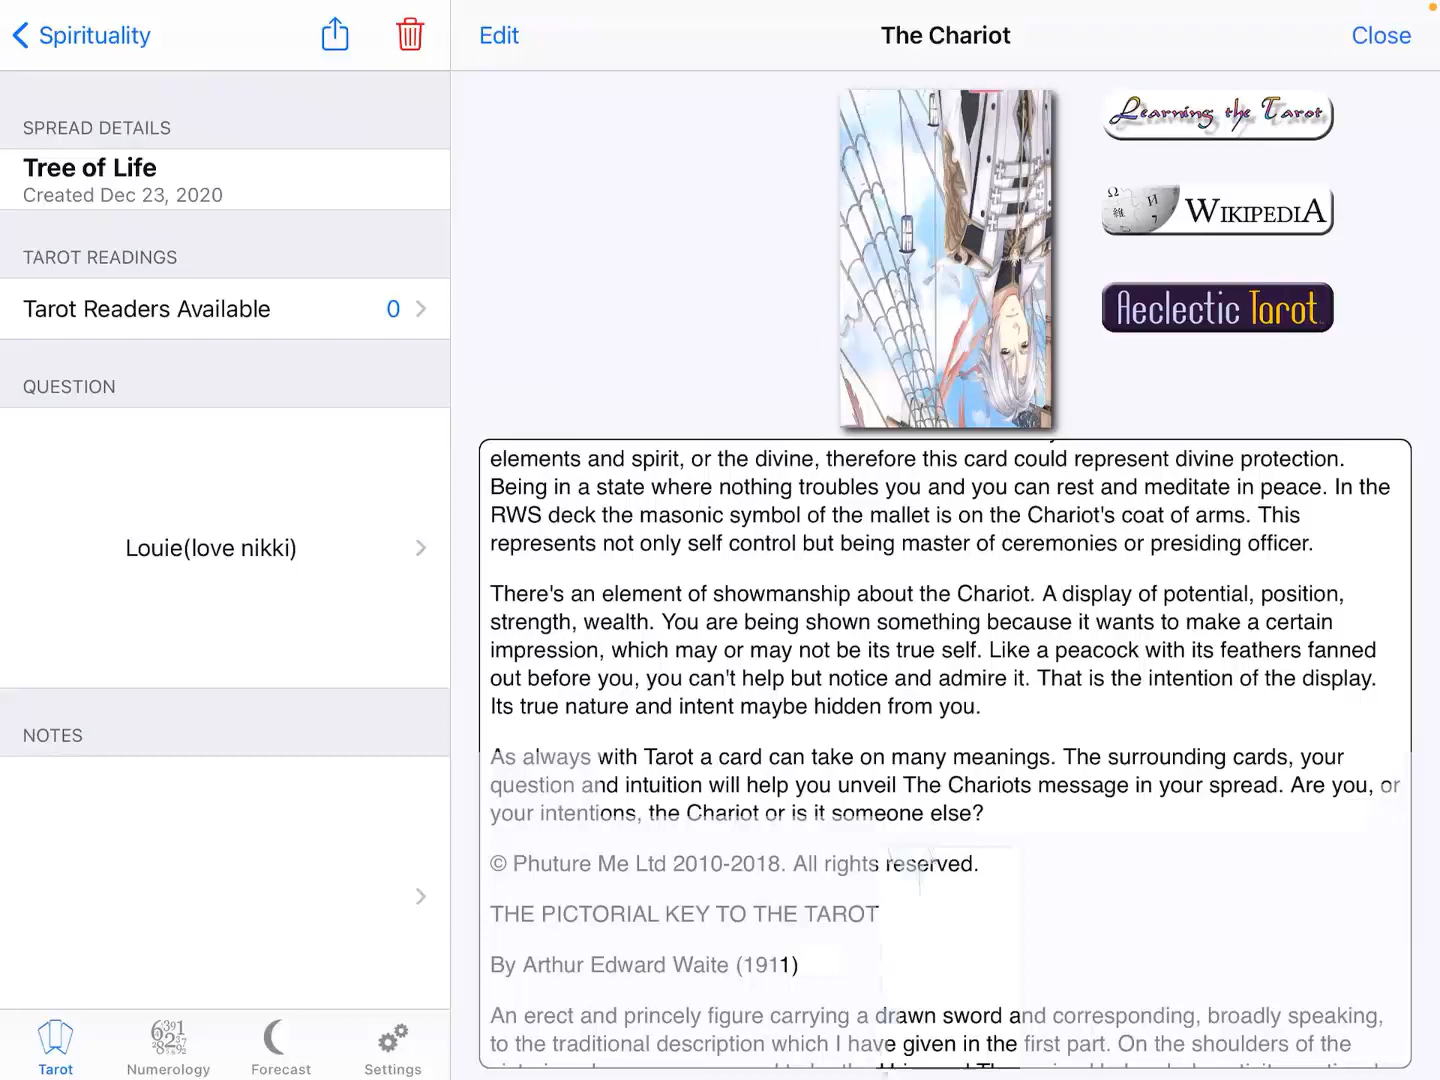 Spirituality
Edit
The Chariot
Close
SPREAD DETAILS
Tree of Life
Created Dec 23, 2020
TAROT READINGS
Tarot Readers Available 0
QUESTION
Louie(love nikki)
NOTES
Tarot
Numerology
Forecast
Settings
Learning the Tarot
WIKIPEDIA
Aeclectic Tarot
elements and spirit, or the divine, therefore this card could represent divine protection.
Being in a state where nothing troubles you and you can rest and meditate in peace. In the
RWS deck the masonic symbol of the mallet is on the Chariot's coat of arms. This
represents not only self control but being master of ceremonies or presiding officer.
There's an element of showmanship about the Chariot. A display of potential, position,
strength, wealth. You are being shown something because it wants to make a certain
impression, which may or may not be its true self. Like a peacock with its feathers fanned
out before you, you can't help but notice and admire it. That is the intention of the display.
Its true nature and intent maybe hidden from you.
As always with Tarot a card can take on many meanings. The surrounding cards, your
question and intuition will help you unveil The Chariots message in your spread. Are you, or
your intentions, the Chariot or is it someone else?
© Phuture Me Ltd 2010-2018. All rights reserved.
THE PICTORIAL KEY TO THE TAROT
By Arthur Edward Waite (1911)
An erect and princely figure carrying a drawn sword and corresponding, broadly speaking,
to the traditional description which I have given in the first part. On the shoulders of the